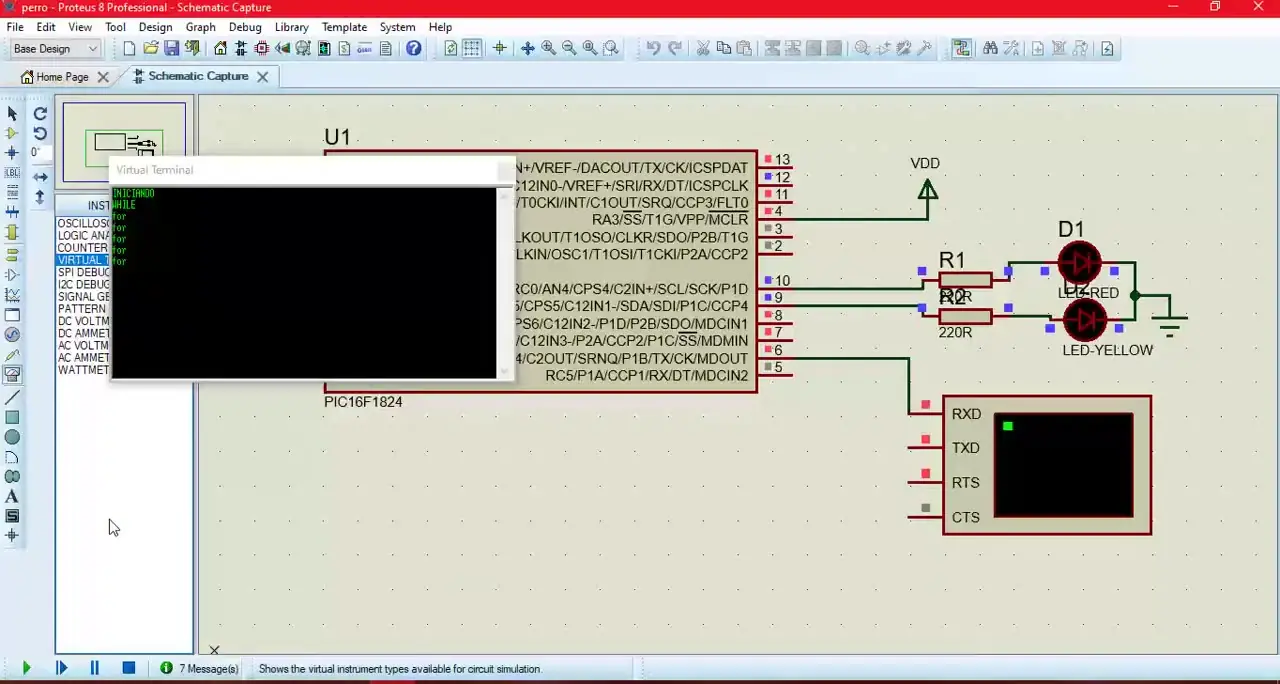 perro - Proteus 8 Professional - Schematic Capture
File Edit View Tool Design Graph Debug Library Template System Help
Base Design
Home Page Schematic Capture
0°
LBL
A
S
INST
OSCILLOS
LOGIC ANA
COUNTER
VIRTUAL T
SPI DEBUG
I2C DEBUG
SIGNAL GE
PATTERN
DC VOLTM
DC AMMET
AC VOLTM
AC AMMET
WATTMET
Virtual Terminal
INICIANDO
WHILE
for
for
for
for
for
U1
N+/VREF-/DACOUT/TX/CK/ICSPDAT 13
C12IN0-/VREF+/SRI/RX/DT/ICSPCLK 12
/T0CKI/INT/C1OUT/SRQ/CCP3/FLT0 11
RA3/SS/T1G/VPP/MCLR 4
LKOUT/T1OSO/CLKR/SDO/P2B/T1G 3
LKIN/OSC1/T1OSI/T1CKI/P2A/CCP2 2
RC0/AN4/CPS4/C2IN+/SCL/SCK/P1D 10
CPS5/C12IN1-/SDA/SDI/P1C/CCP4 9
PS6/C12IN2-/P1D/P2B/SDO/MDCIN1 8
C12IN3-/P2A/CCP2/P1C/SS/MDMIN 7
4/C2OUT/SRNQ/P1B/TX/CK/MDOUT 6
RC5/P1A/CCP1/RX/DT/MDCIN2 5
PIC16F1824
VDD
R1
220R
R2
220R
D1
LED-RED
D2
LED-YELLOW
RXD
TXD
RTS
CTS
7 Message(s) Shows the virtual instrument types available for circuit simulation.